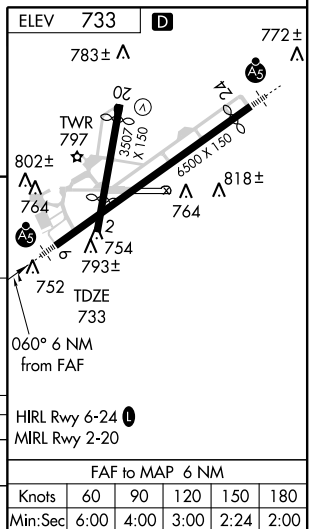 ELEV 733 D
783±
772±
A5
20
24
TWR
797
3507
X 150
6500 X 150
802±
764
818±
764
A5
2
754
6
793±
752
TDZE
733
060° 6 NM
from FAF
HIRL Rwy 6-24 L
MIRL Rwy 2-20
FAF to MAP 6 NM
Knots 60 90 120 150 180
Min:Sec 6:00 4:00 3:00 2:24 2:00